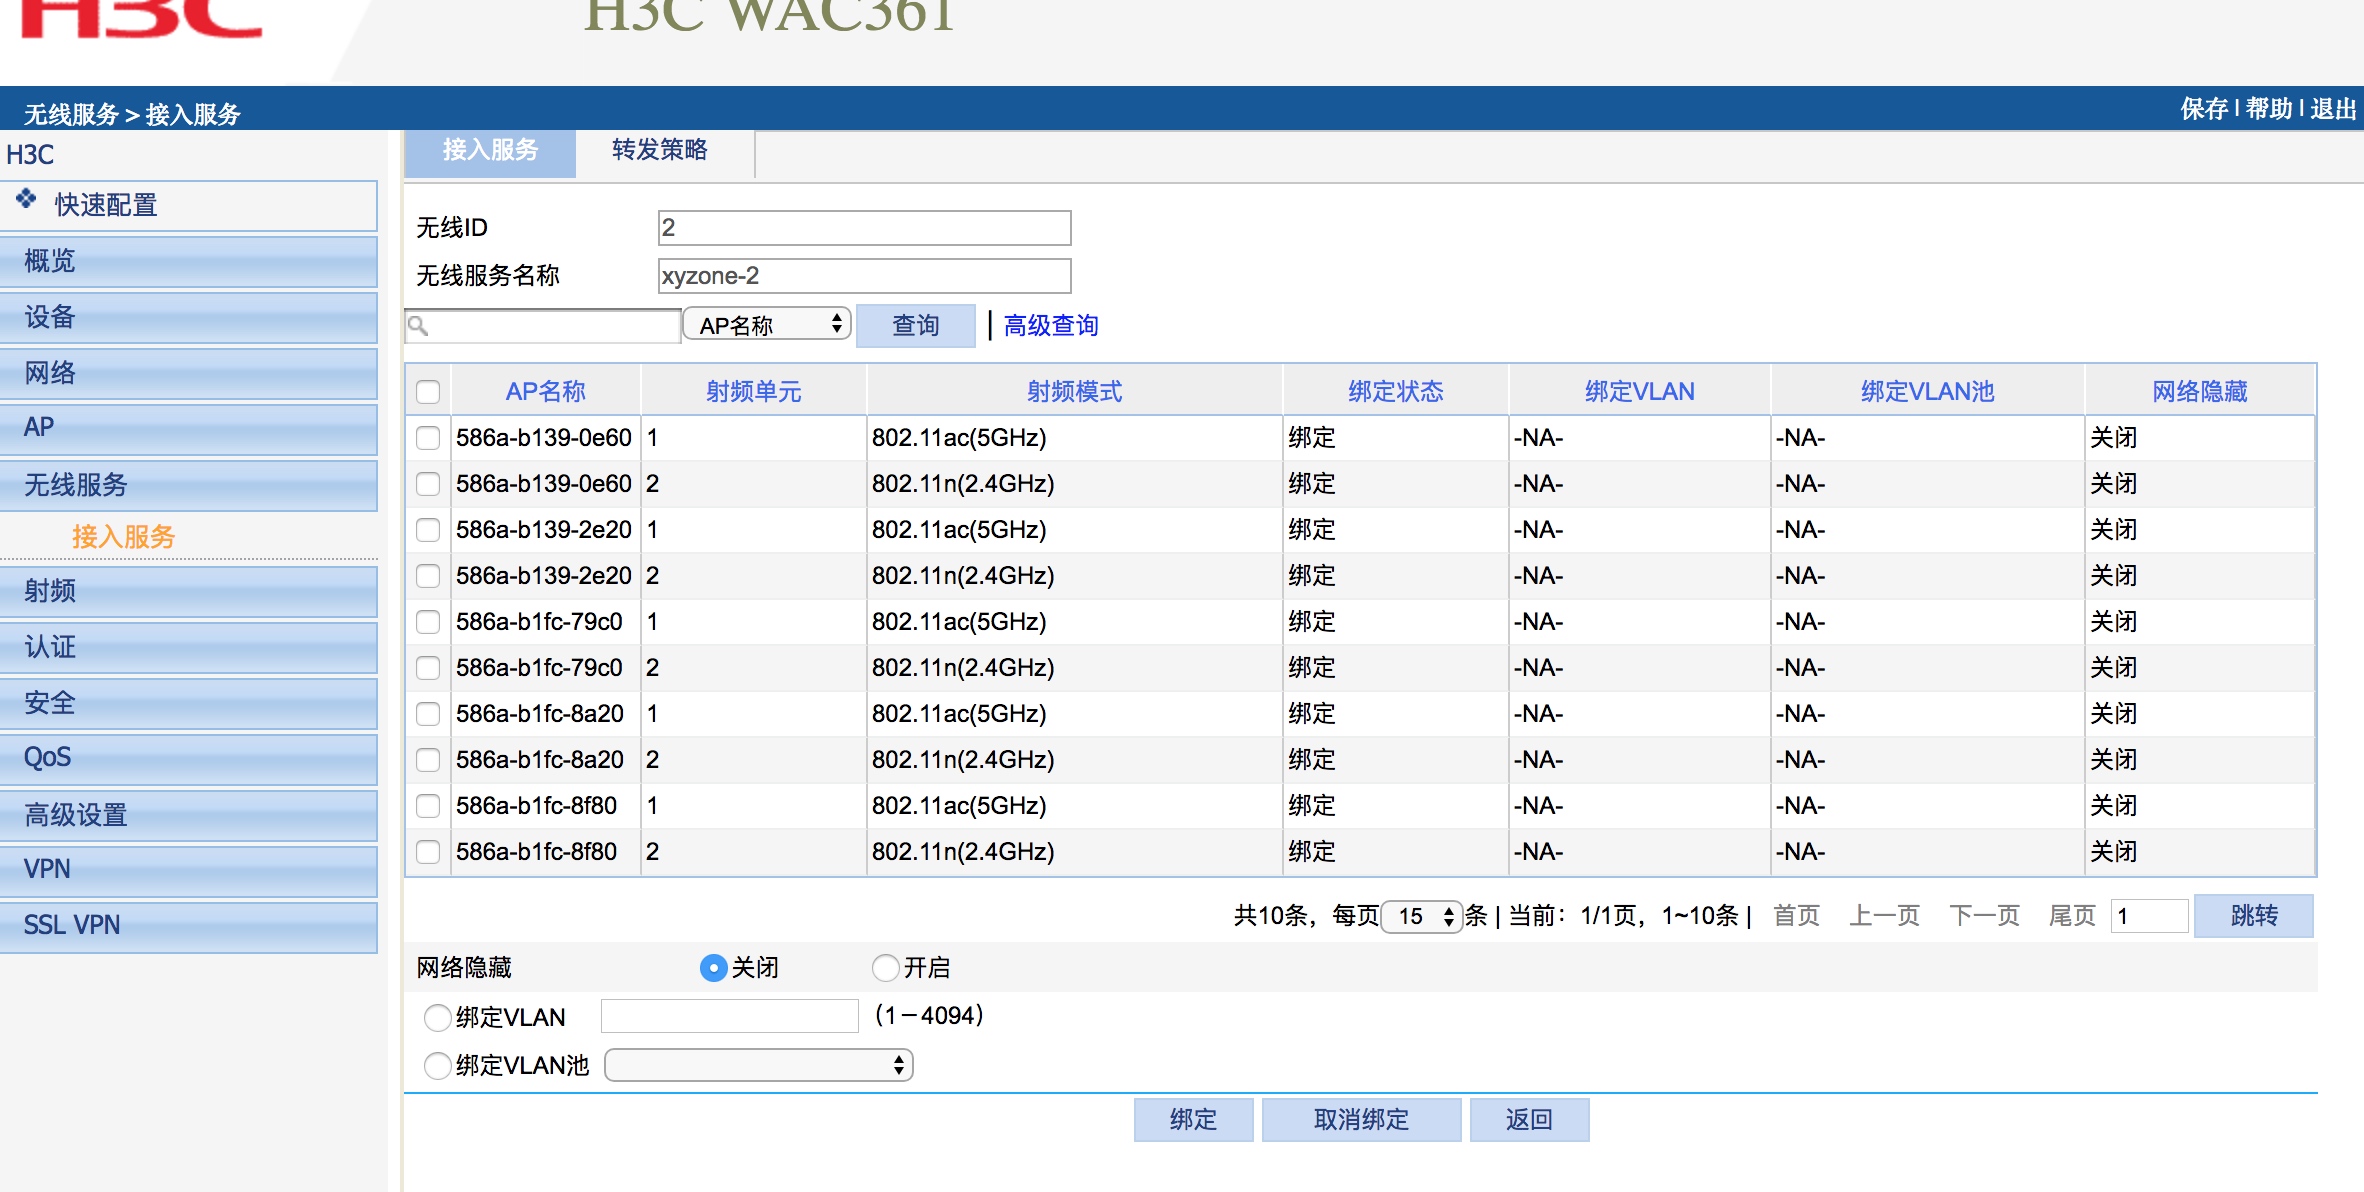 H3C
H3C WAC361
无线服务 > 接入服务
保存 | 帮助 | 退出
H3C
快速配置
概览
设备
网络
AP
无线服务
接入服务
射频
认证
安全
QoS
高级设置
VPN
SSL VPN
接入服务 转发策略
无线ID 2
无线服务名称 xyzone-2
AP名称 查询 | 高级查询
AP名称 射频单元 射频模式 绑定状态 绑定VLAN 绑定VLAN池 网络隐藏
586a-b139-0e60 1 802.11ac(5GHz) 绑定 -NA- -NA- 关闭
586a-b139-0e60 2 802.11n(2.4GHz) 绑定 -NA- -NA- 关闭
586a-b139-2e20 1 802.11ac(5GHz) 绑定 -NA- -NA- 关闭
586a-b139-2e20 2 802.11n(2.4GHz) 绑定 -NA- -NA- 关闭
586a-b1fc-79c0 1 802.11ac(5GHz) 绑定 -NA- -NA- 关闭
586a-b1fc-79c0 2 802.11n(2.4GHz) 绑定 -NA- -NA- 关闭
586a-b1fc-8a20 1 802.11ac(5GHz) 绑定 -NA- -NA- 关闭
586a-b1fc-8a20 2 802.11n(2.4GHz) 绑定 -NA- -NA- 关闭
586a-b1fc-8f80 1 802.11ac(5GHz) 绑定 -NA- -NA- 关闭
586a-b1fc-8f80 2 802.11n(2.4GHz) 绑定 -NA- -NA- 关闭
共10条，每页 15 条 | 当前：1/1页，1~10条 | 首页 上一页 下一页 尾页 1 跳转
网络隐藏 关闭 开启
绑定VLAN （1－4094）
绑定VLAN池
绑定 取消绑定 返回